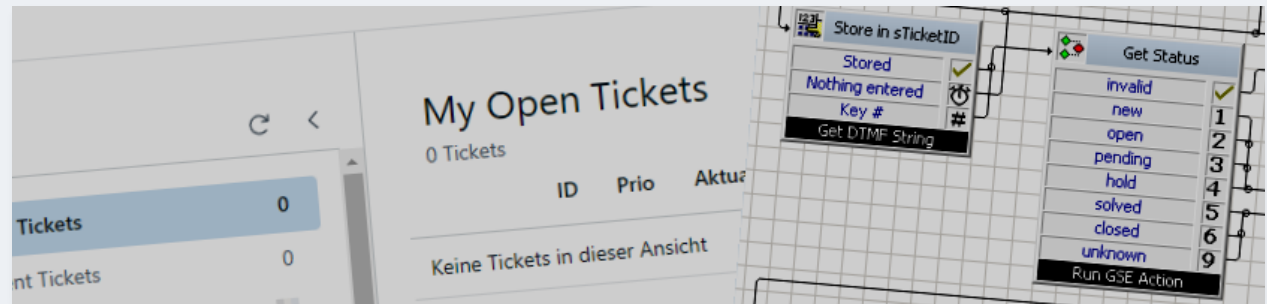 My Open Tickets
0 Tickets
ID Prio
Tickets 0
Tickets 0
Keine Tickets in dieser Ansicht
Store in sTicketID
Stored
Nothing entered
Key # #
Get DTMF String
Get Status
invalid
new 1
open 2
pending 3
hold 4
solved 5
closed 6
unknown 9
Run GSE Action